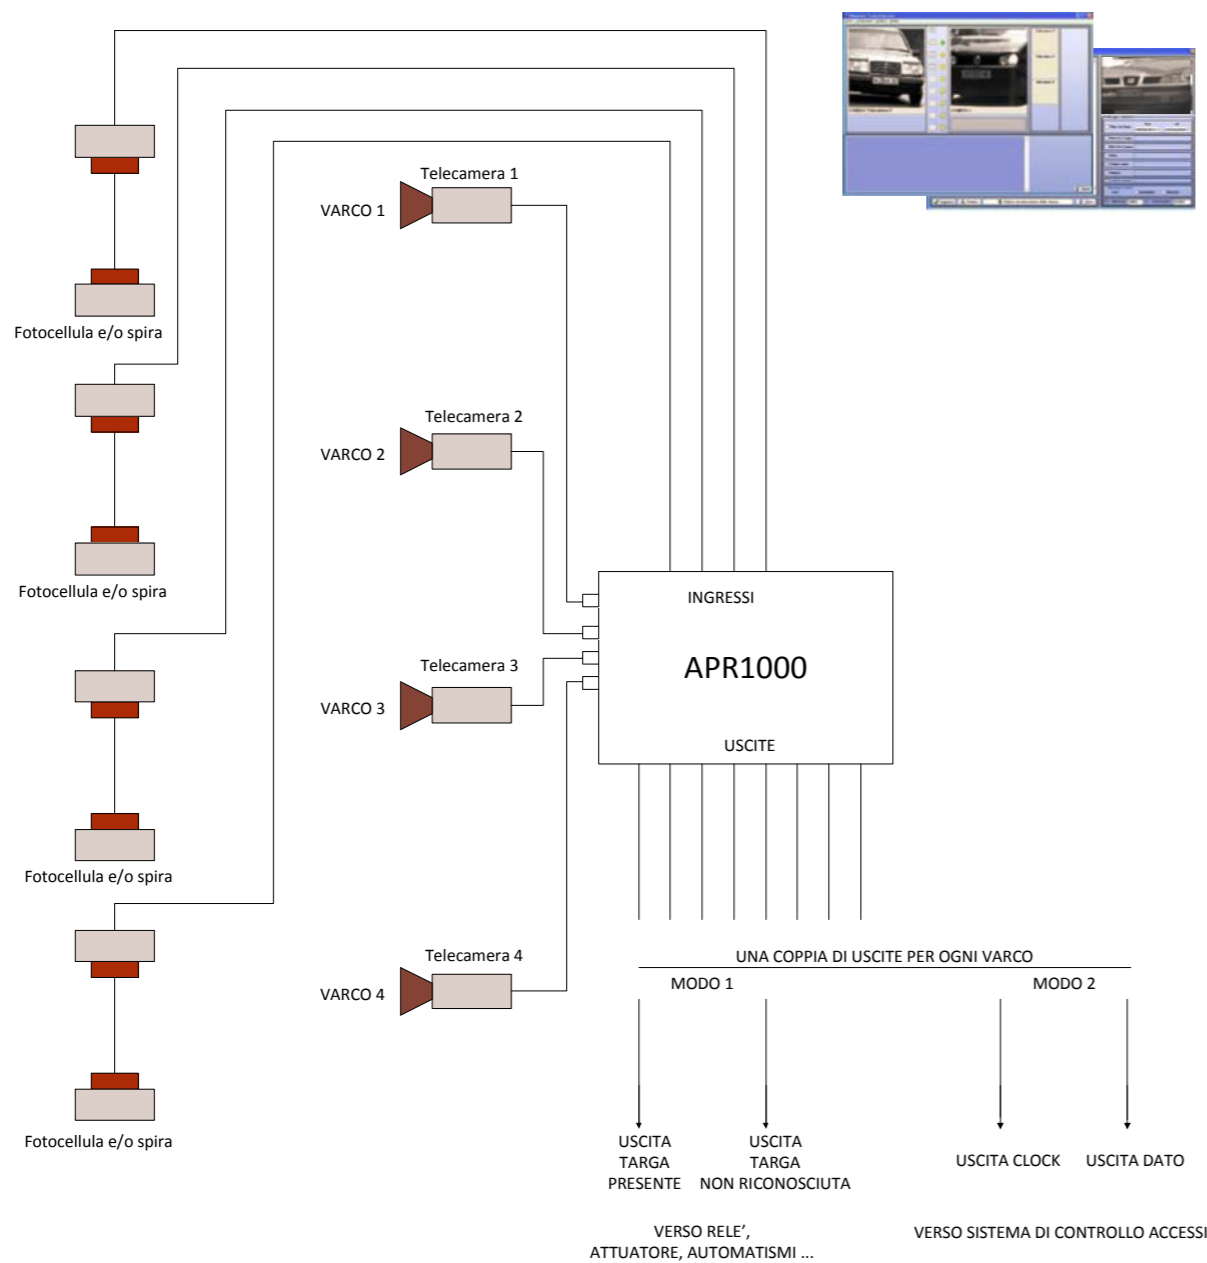 Telecamera 1
VARCO 1
Fotocellula e/o spira
Telecamera 2
VARCO 2
Fotocellula e/o spira
INGRESSI
APR1000
USCITE
Telecamera 3
VARCO 3
Fotocellula e/o spira
Telecamera 4
VARCO 4
Fotocellula e/o spira
UNA COPPIA DI USCITE PER OGNI VARCO
MODO 1
MODO 2
USCITA
TARGA
PRESENTE
USCITA
TARGA
NON RICONOSCIUTA
USCITA CLOCK
USCITA DATO
VERSO RELE’,
ATTUATORE, AUTOMATISMI ...
VERSO SISTEMA DI CONTROLLO ACCESSI